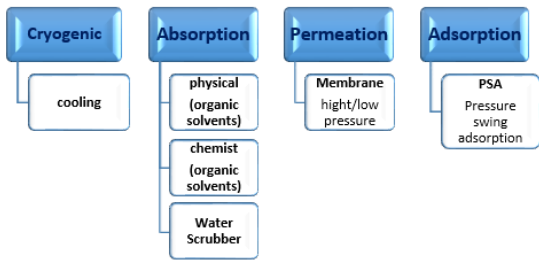 Cryogenic
cooling
Absorption
physical
(organic
solvents)
chemist
(organic
solvents)
Water
Scrubber
Permeation
Membrane
hight/low
pressure
Adsorption
PSA
Pressure
swing
adsorption